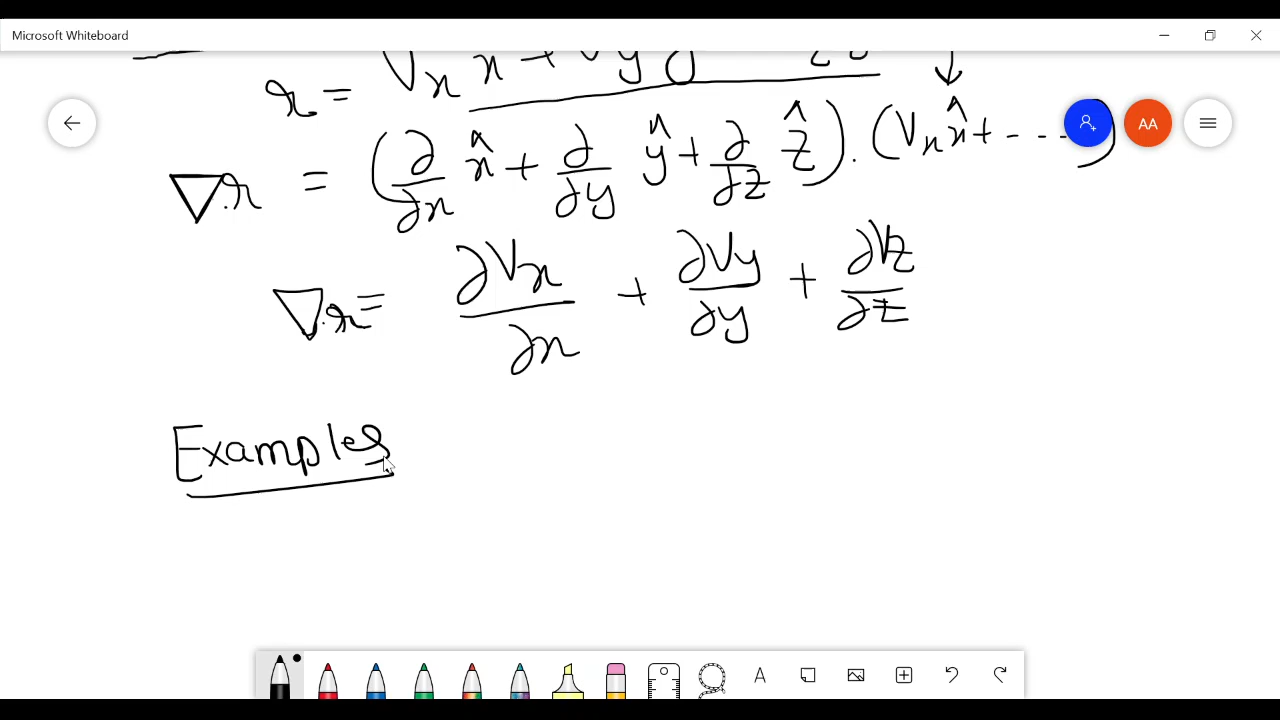 Microsoft Whiteboard
r =
∇.r = (∂/∂x x̂ + ∂/∂y ŷ + ∂/∂z ẑ) . (Vx x̂ + - - -)
AA
∇.r = ∂Vx/∂x + ∂Vy/∂y + ∂Vz/∂z
Examples
A